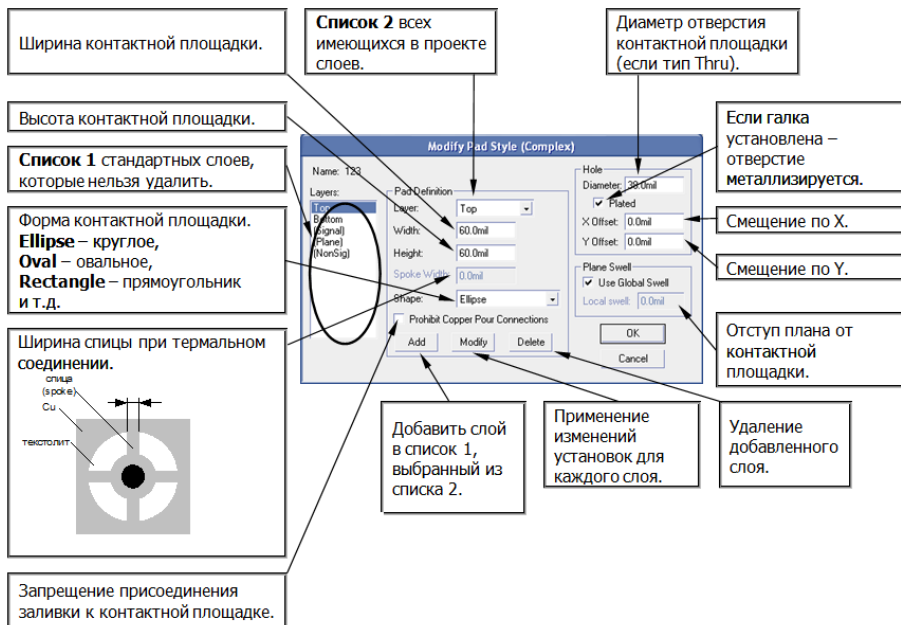 Ширина контактной площадки.
Список 2 всех
имеющихся в проекте
слоев.
Диаметр отверстия
контактной площадки
(если тип Thru).
Высота контактной площадки.
Список 1 стандартных слоев,
которые нельзя удалить.
Форма контактной площадки.
Ellipse – круглое,
Oval – овальное,
Rectangle – прямоугольник
и т.д.
Ширина спицы при термальном
соединении.
спица
(spoke)
Cu
текстолит
Запрещение присоединения
заливки к контактной площадке.
Modify Pad Style (Complex)
Name: 123
Layers:
Top
Bottom
(Signal)
(Plane)
(NonSig)
Pad Definition
Layer: Top
Width: 60.0mil
Height: 60.0mil
Spoke Width: 0.0mil
Shape: Ellipse
Prohibit Copper Pour Connections
Add Modify Delete
Hole
Diameter: 38.0mil
Plated
X Offset: 0.0mil
Y Offset: 0.0mil
Plane Swell
Use Global Swell
Local swell: 0.0mil
OK
Cancel
Если галка
установлена –
отверстие
металлизируется.
Смещение по X.
Смещение по Y.
Отступ плана от
контактной
площадки.
Добавить слой
в список 1,
выбранный из
списка 2.
Применение
изменений
установок для
каждого слоя.
Удаление
добавленного
слоя.